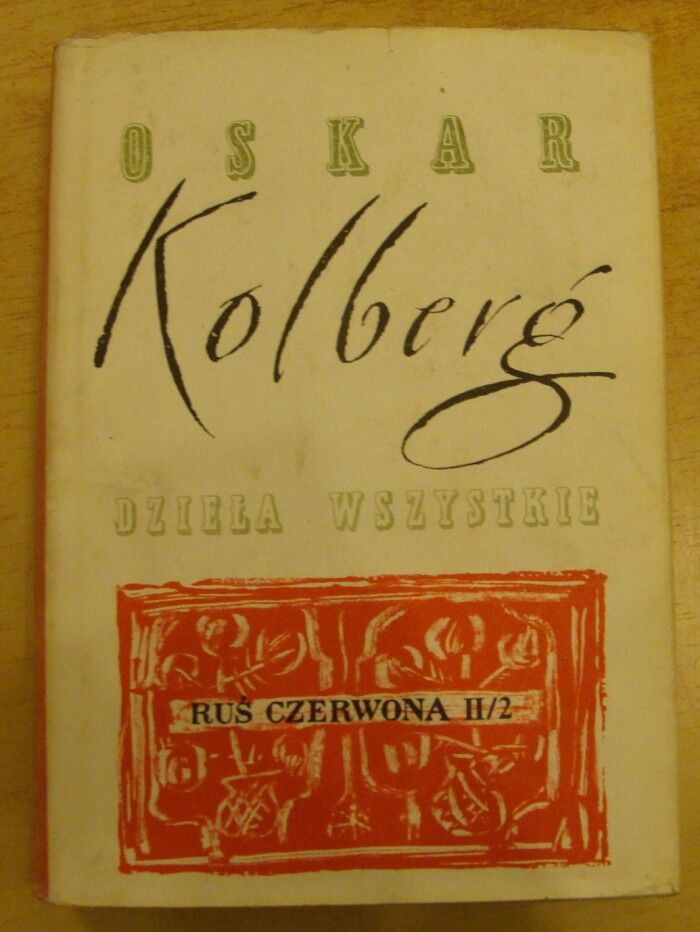 OSKAR
Kolberg
DZIEŁA WSZYSTKIE
RUŚ CZERWONA II/2